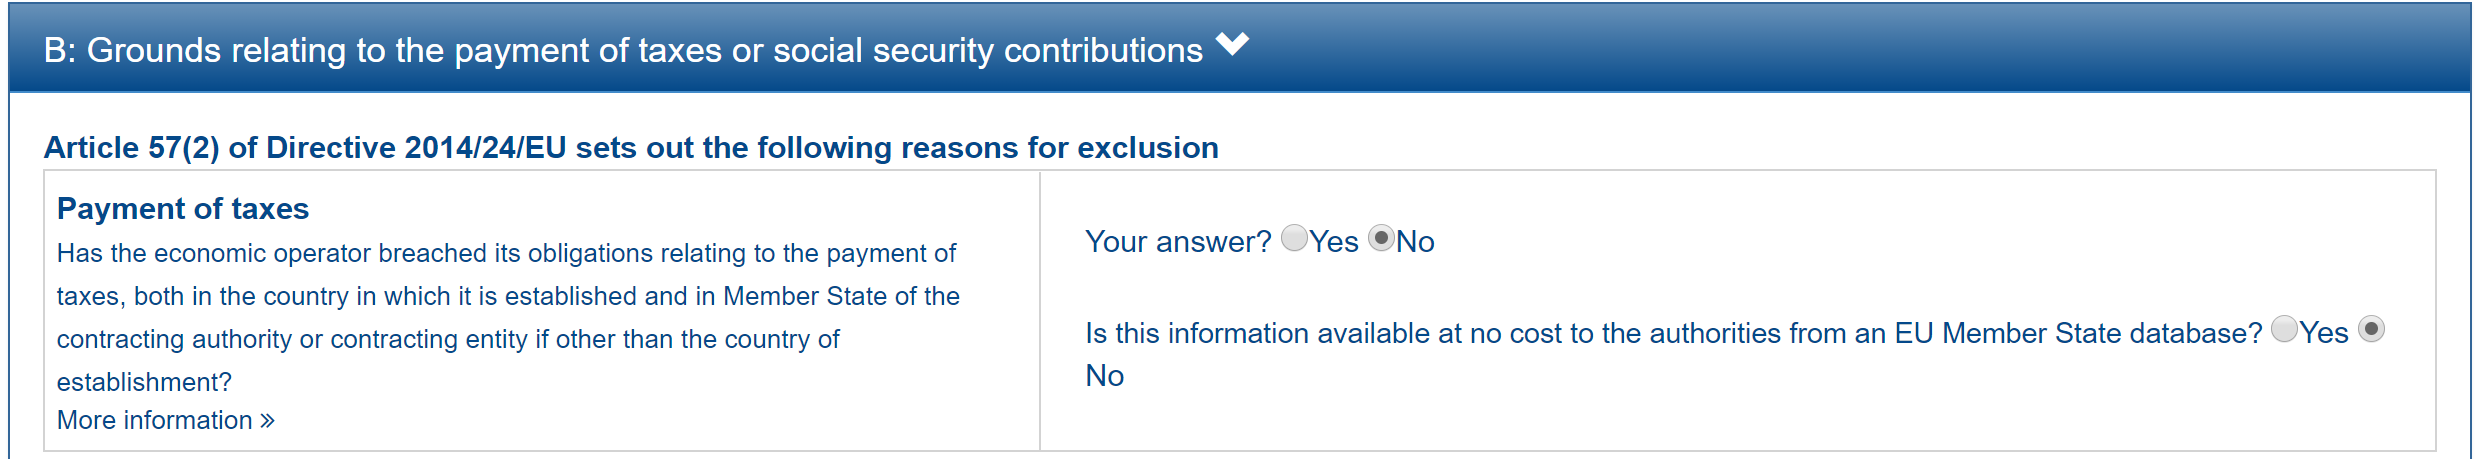 B: Grounds relating to the payment of taxes or social security contributions
Article 57(2) of Directive 2014/24/EU sets out the following reasons for exclusion
Payment of taxes
Has the economic operator breached its obligations relating to the payment of
taxes, both in the country in which it is established and in Member State of the
contracting authority or contracting entity if other than the country of
establishment?
More information »
Your answer? Yes No
Is this information available at no cost to the authorities from an EU Member State database? Yes
No